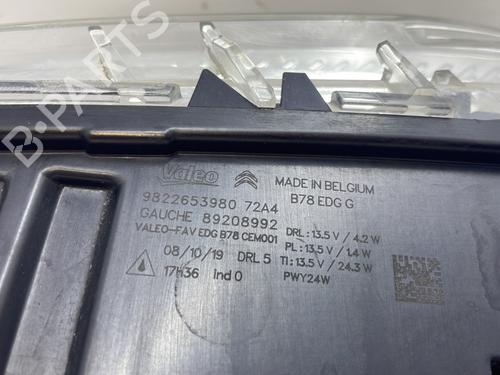 B-PARTS
Valeo
MADE IN BELGIUM
9822653980 72A4
B78 EDG G
GAUCHE 89208992
VALEO-FAV EDG B78 CEM001
DRL: 13.5 V / 4.2 W
PL: 13,5 V / 1.4 W
08/10/19 DRL 5
TI: 13.5 V / 24.3 W
17H36 Ind 0
PWY24W